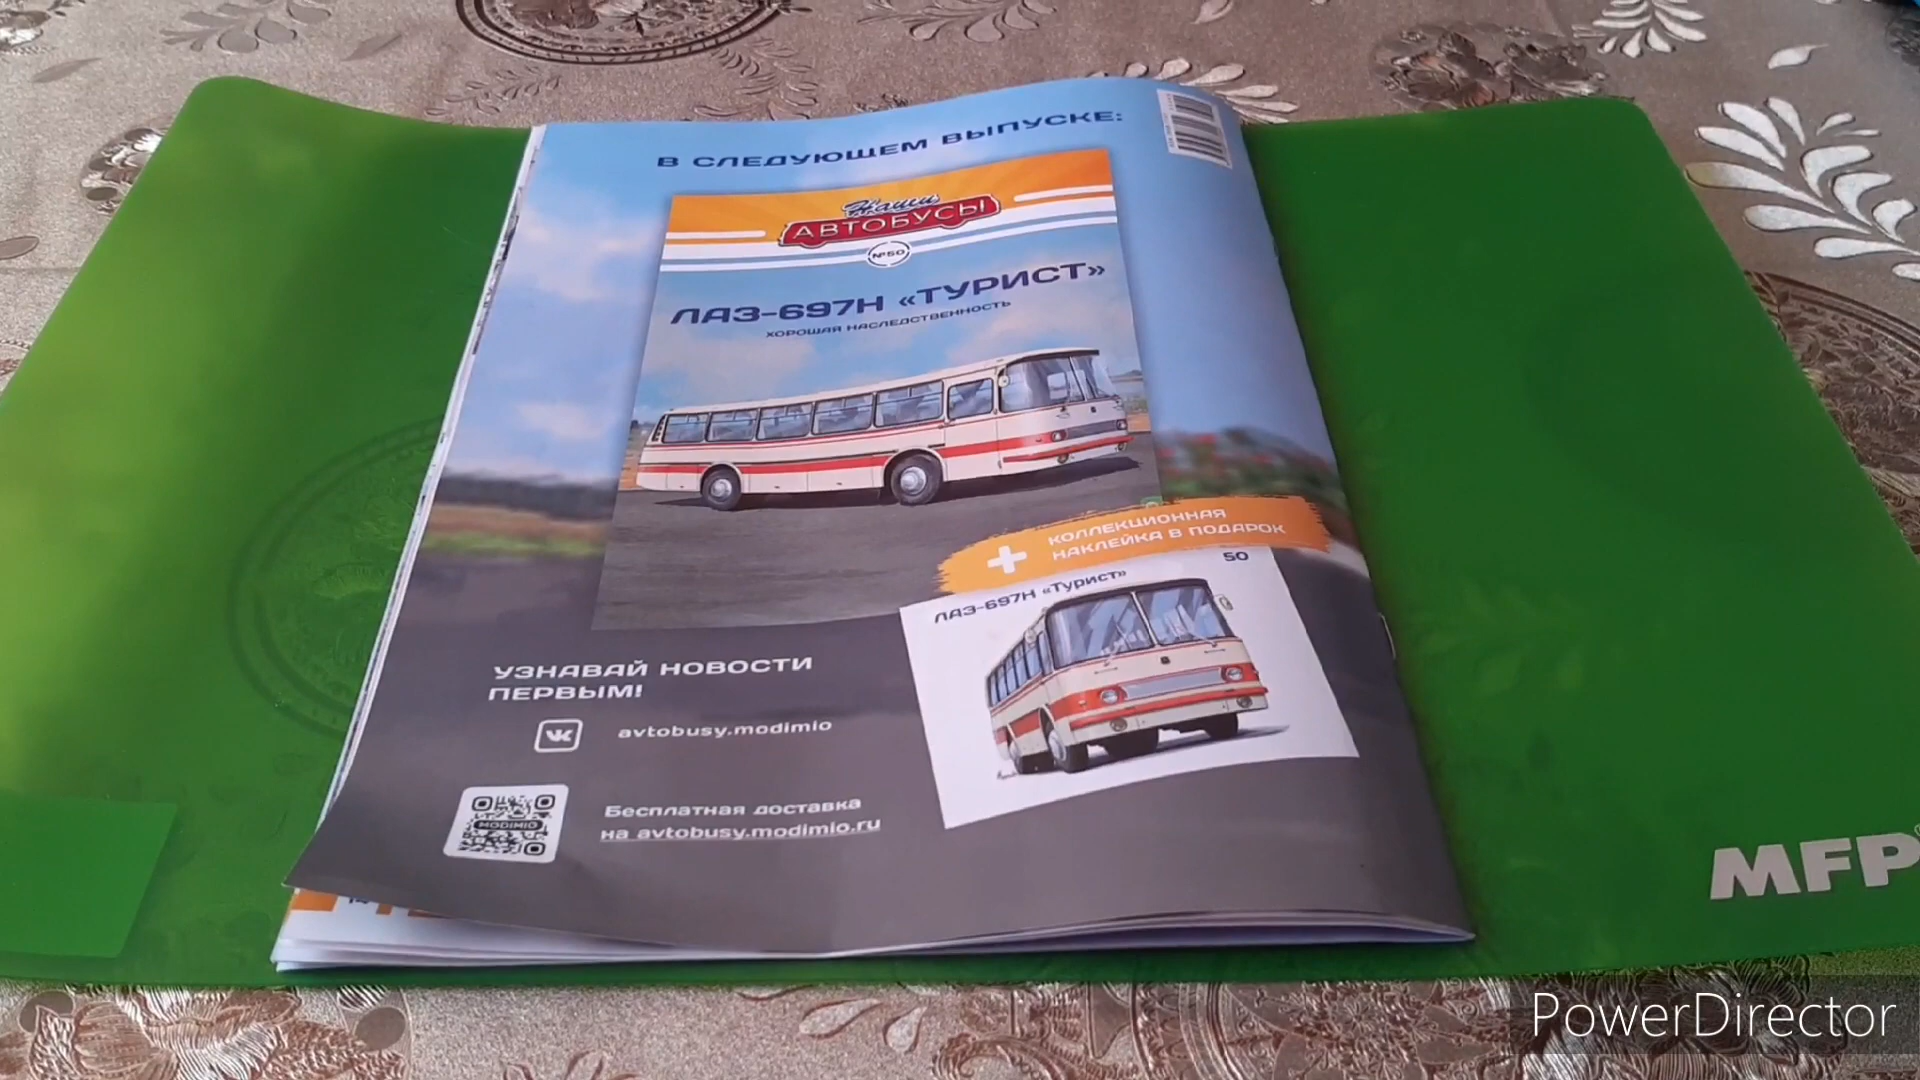 В СЛЕДУЮЩЕМ ВЫПУСКЕ:
Наши
АВТОБУСЫ
№50
ЛАЗ-697Н «ТУРИСТ»
ХОРОШАЯ НАСЛЕДСТВЕННОСТЬ
+ КОЛЛЕКЦИОННАЯ
НАКЛЕЙКА В ПОДАРОК
50
ЛАЗ-697Н «Турист»
УЗНАВАЙ НОВОСТИ
ПЕРВЫМ!
avtobusy.modimio
MODIMIO
Бесплатная доставка
на avtobusy.modimio.ru
MFP
PowerDirector